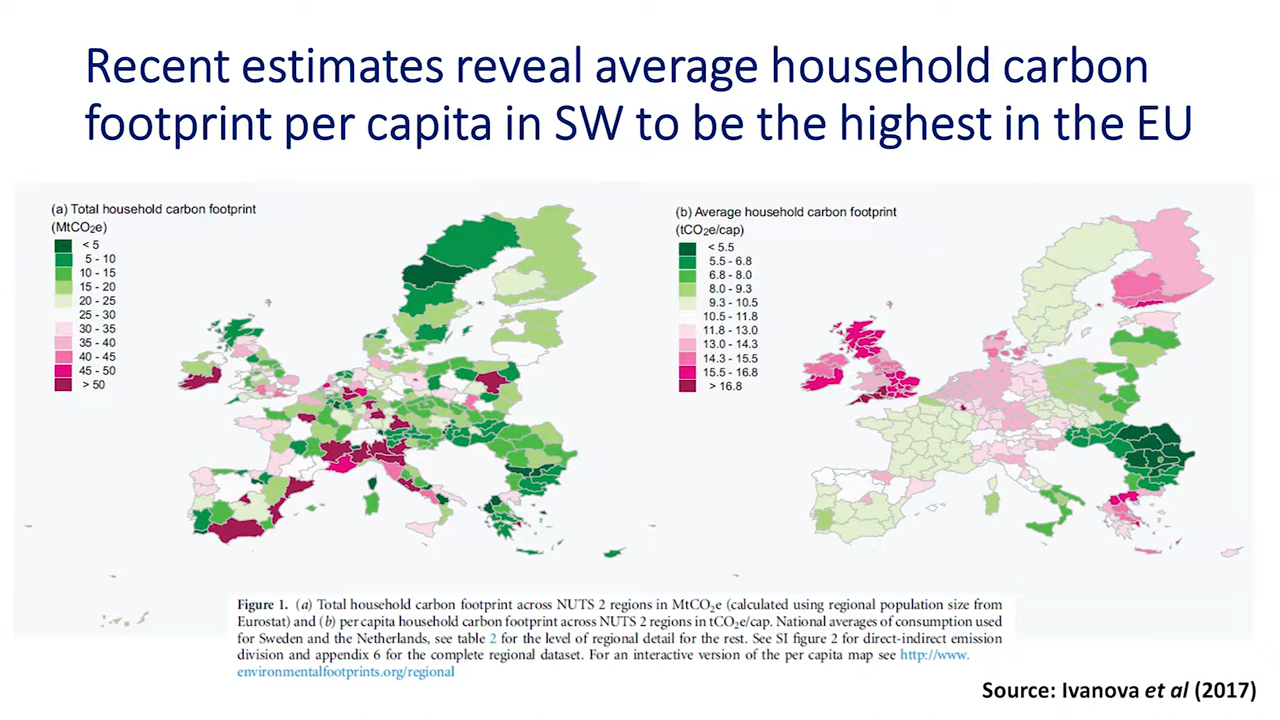 Recent estimates reveal average household carbon
footprint per capita in SW to be the highest in the EU
(a) Total household carbon footprint
(MtCO2e)
< 5
5 - 10
10 - 15
15 - 20
20 - 25
25 - 30
30 - 35
35 - 40
40 - 45
45 - 50
> 50
(b) Average household carbon footprint
(tCO2e/cap)
< 5.5
5.5 - 6.8
6.8 - 8.0
8.0 - 9.3
9.3 - 10.5
10.5 - 11.8
11.8 - 13.0
13.0 - 14.3
14.3 - 15.5
15.5 - 16.8
> 16.8
Figure 1. (a) Total household carbon footprint across NUTS 2 regions in MtCO2e (calculated using regional population size from
Eurostat) and (b) per capita household carbon footprint across NUTS 2 regions in tCO2e/cap. National averages of consumption used
for Sweden and the Netherlands, see table 2 for the level of regional detail for the rest. See SI figure 2 for direct-indirect emission
division and appendix 6 for the complete regional dataset. For an interactive version of the per capita map see http://www.
environmentalfootprints.org/regional
Source: Ivanova et al (2017)